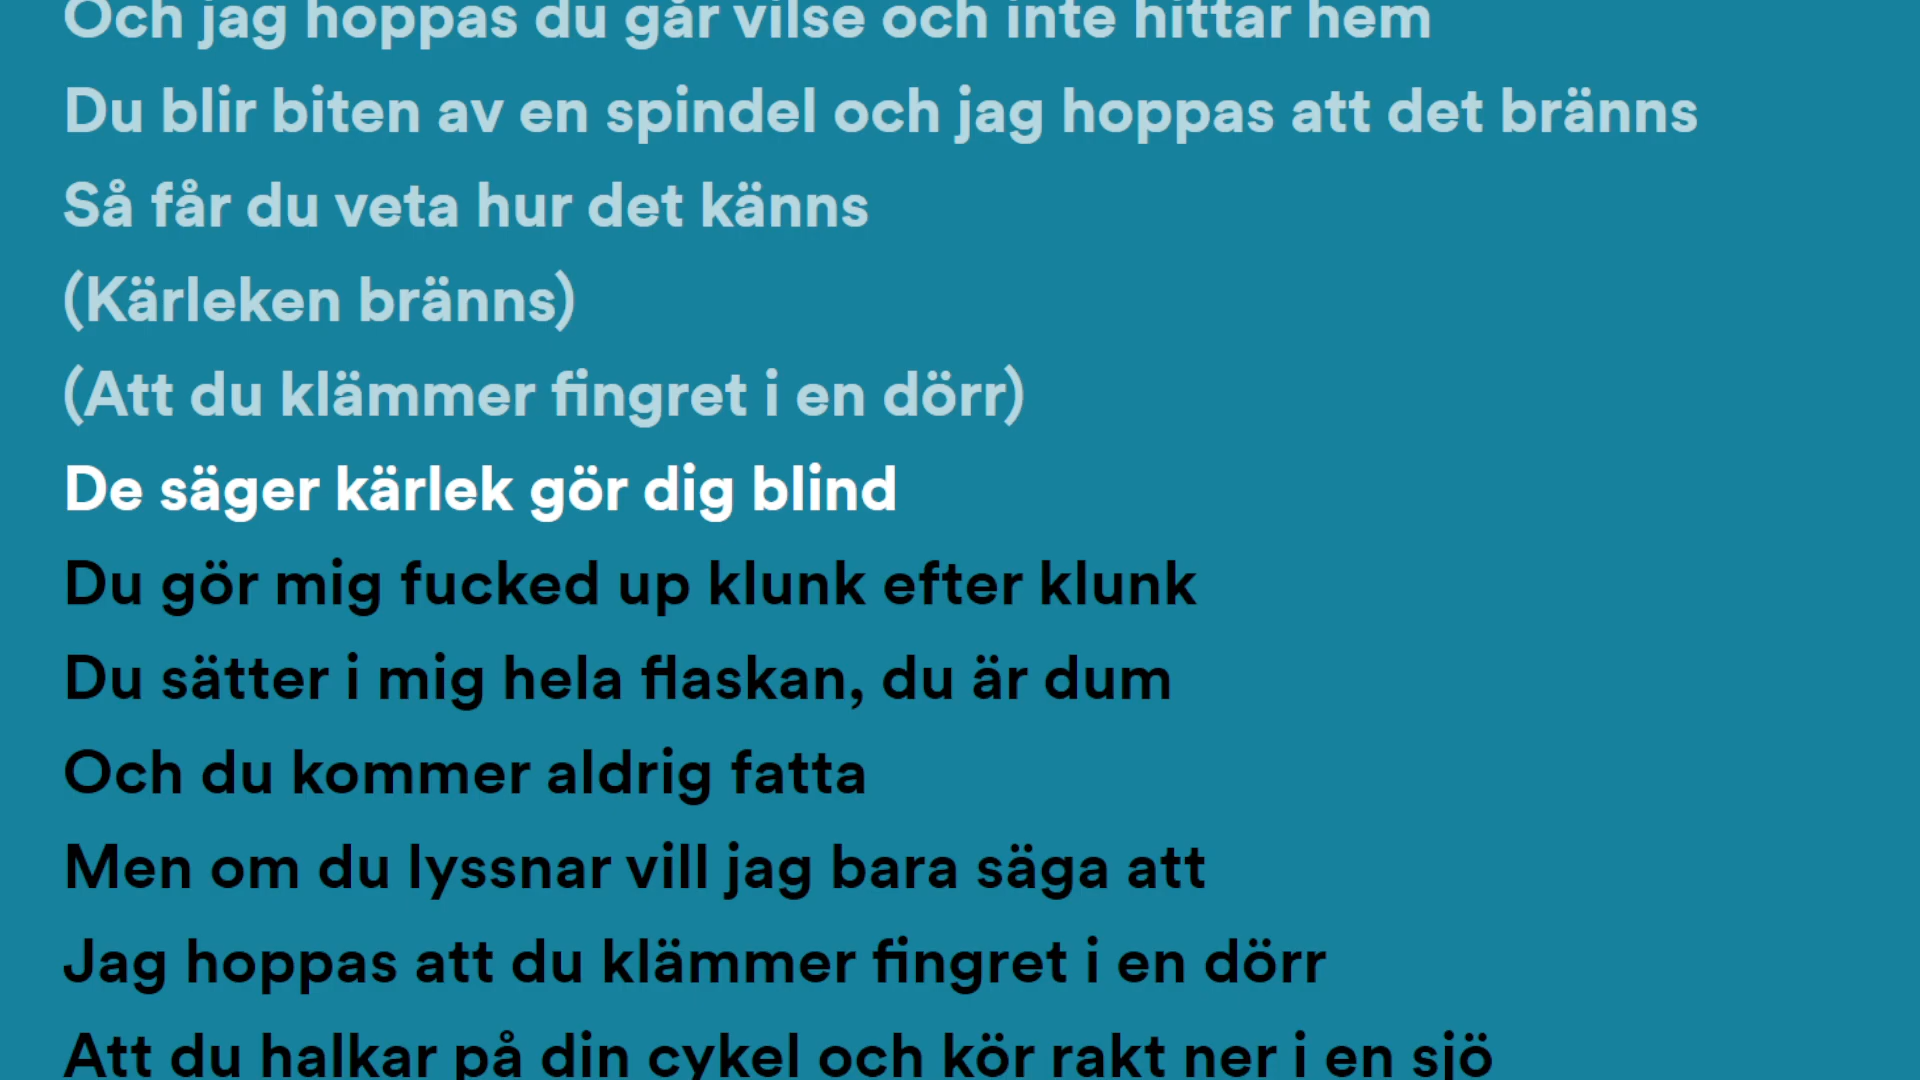 Och jag hoppas du går vilse och inte hittar hem
Du blir biten av en spindel och jag hoppas att det bränns
Så får du veta hur det känns
(Kärleken bränns)
(Att du klämmer fingret i en dörr)
De säger kärlek gör dig blind
Du gör mig fucked up klunk efter klunk
Du sätter i mig hela flaskan, du är dum
Och du kommer aldrig fatta
Men om du lyssnar vill jag bara säga att
Jag hoppas att du klämmer fingret i en dörr
Att du halkar på din cykel och kör rakt ner i en sjö